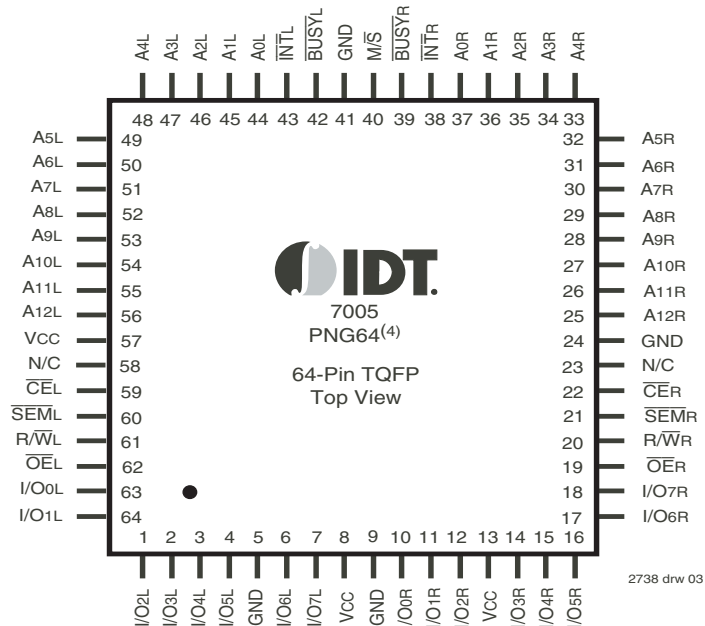 A4L A3L A2L A1L A0L INTL BUSYL GND M/S BUSYR INTR A0R A1R A2R A3R A4R
48 47 46 45 44 43 42 41 40 39 38 37 36 35 34 33
A5L 49 32 A5R
A6L 50 31 A6R
A7L 51 30 A7R
A8L 52 29 A8R
A9L 53 28 A9R
A10L 54 27 A10R
A11L 55 26 A11R
A12L 56 25 A12R
VCC 57 24 GND
N/C 58 23 N/C
CEL 59 22 CER
SEML 60 21 SEMR
R/WL 61 20 R/WR
OEL 62 19 OER
I/O0L 63 18 I/O7R
I/O1L 64 17 I/O6R
IDT.
7005
PNG64(4)
64-Pin TQFP
Top View
1 2 3 4 5 6 7 8 9 10 11 12 13 14 15 16
I/O2L I/O3L I/O4L I/O5L GND I/O6L I/O7L VCC GND I/O0R I/O1R I/O2R VCC I/O3R I/O4R I/O5R
2738 drw 03